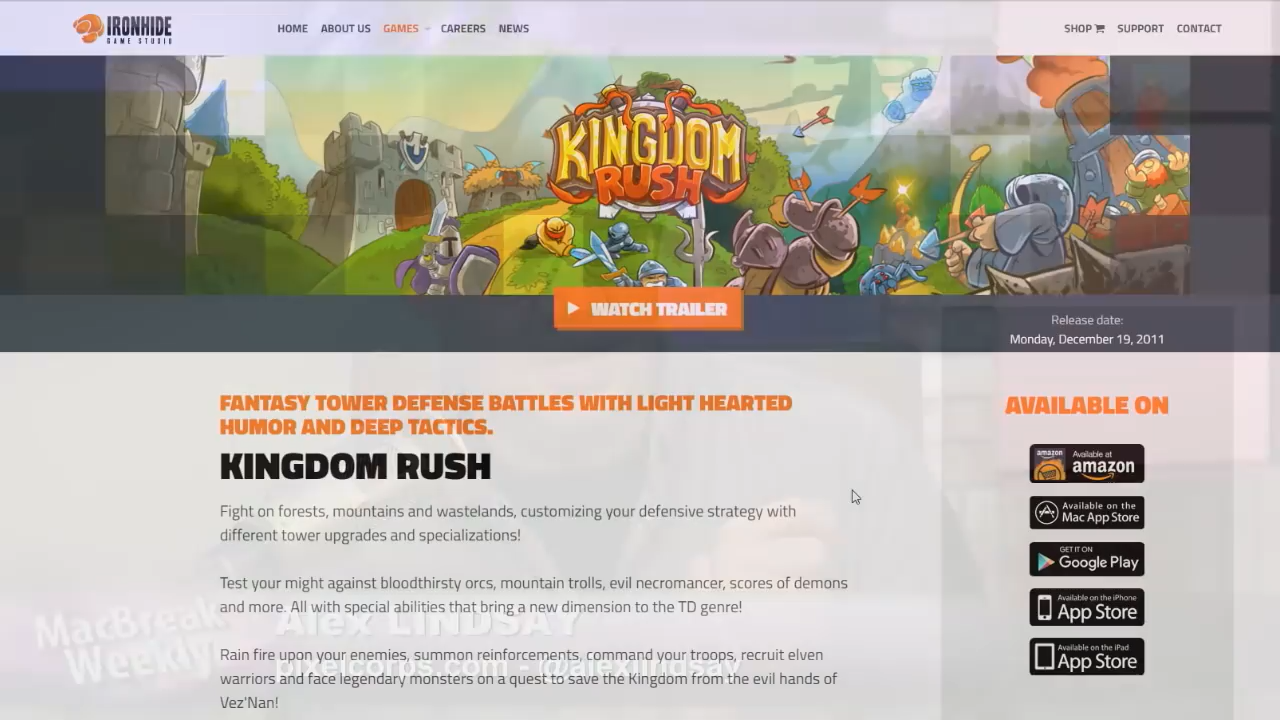 IRONHIDE
GAME STUDIO
HOME ABOUT US GAMES CAREERS NEWS
SHOP SUPPORT CONTACT
KINGDOM
RUSH
WATCH TRAILER
Release date:
Monday, December 19, 2011
FANTASY TOWER DEFENSE BATTLES WITH LIGHT HEARTED
HUMOR AND DEEP TACTICS.
KINGDOM RUSH
Fight on forests, mountains and wastelands, customizing your defensive strategy with
different tower upgrades and specializations!
Test your might against bloodthirsty orcs, mountain trolls, evil necromancer, scores of demons
and more. All with special abilities that bring a new dimension to the TD genre!
Rain fire upon your enemies, summon reinforcements, command your troops, recruit elven
warriors and face legendary monsters on a quest to save the Kingdom from the evil hands of
Vez'Nan!
AVAILABLE ON
amazon
Available at
amazon
Available on the
Mac App Store
GET IT ON
Google Play
Available on the iPhone
App Store
Available on the iPad
App Store
MacBreak
Weekly
Alex LINDSAY
pixelcorps.com - @alexlindsay